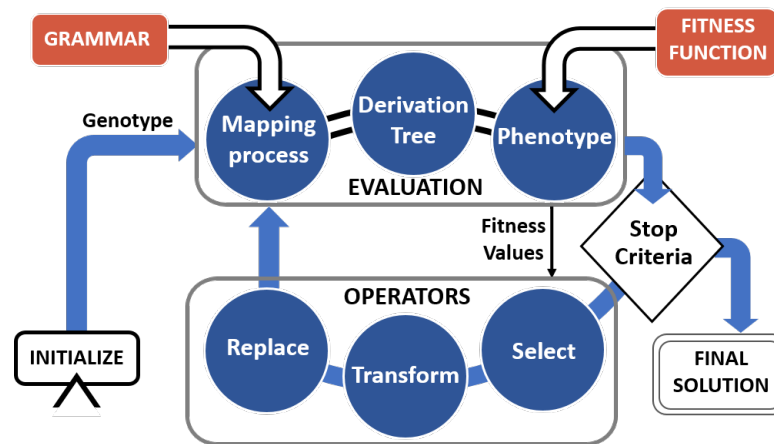 GRAMMAR
FITNESS
FUNCTION
Genotype
Mapping
process
Derivation
Tree
Phenotype
EVALUATION
Fitness
Values
Stop
Criteria
OPERATORS
Replace
Transform
Select
INITIALIZE
FINAL
SOLUTION